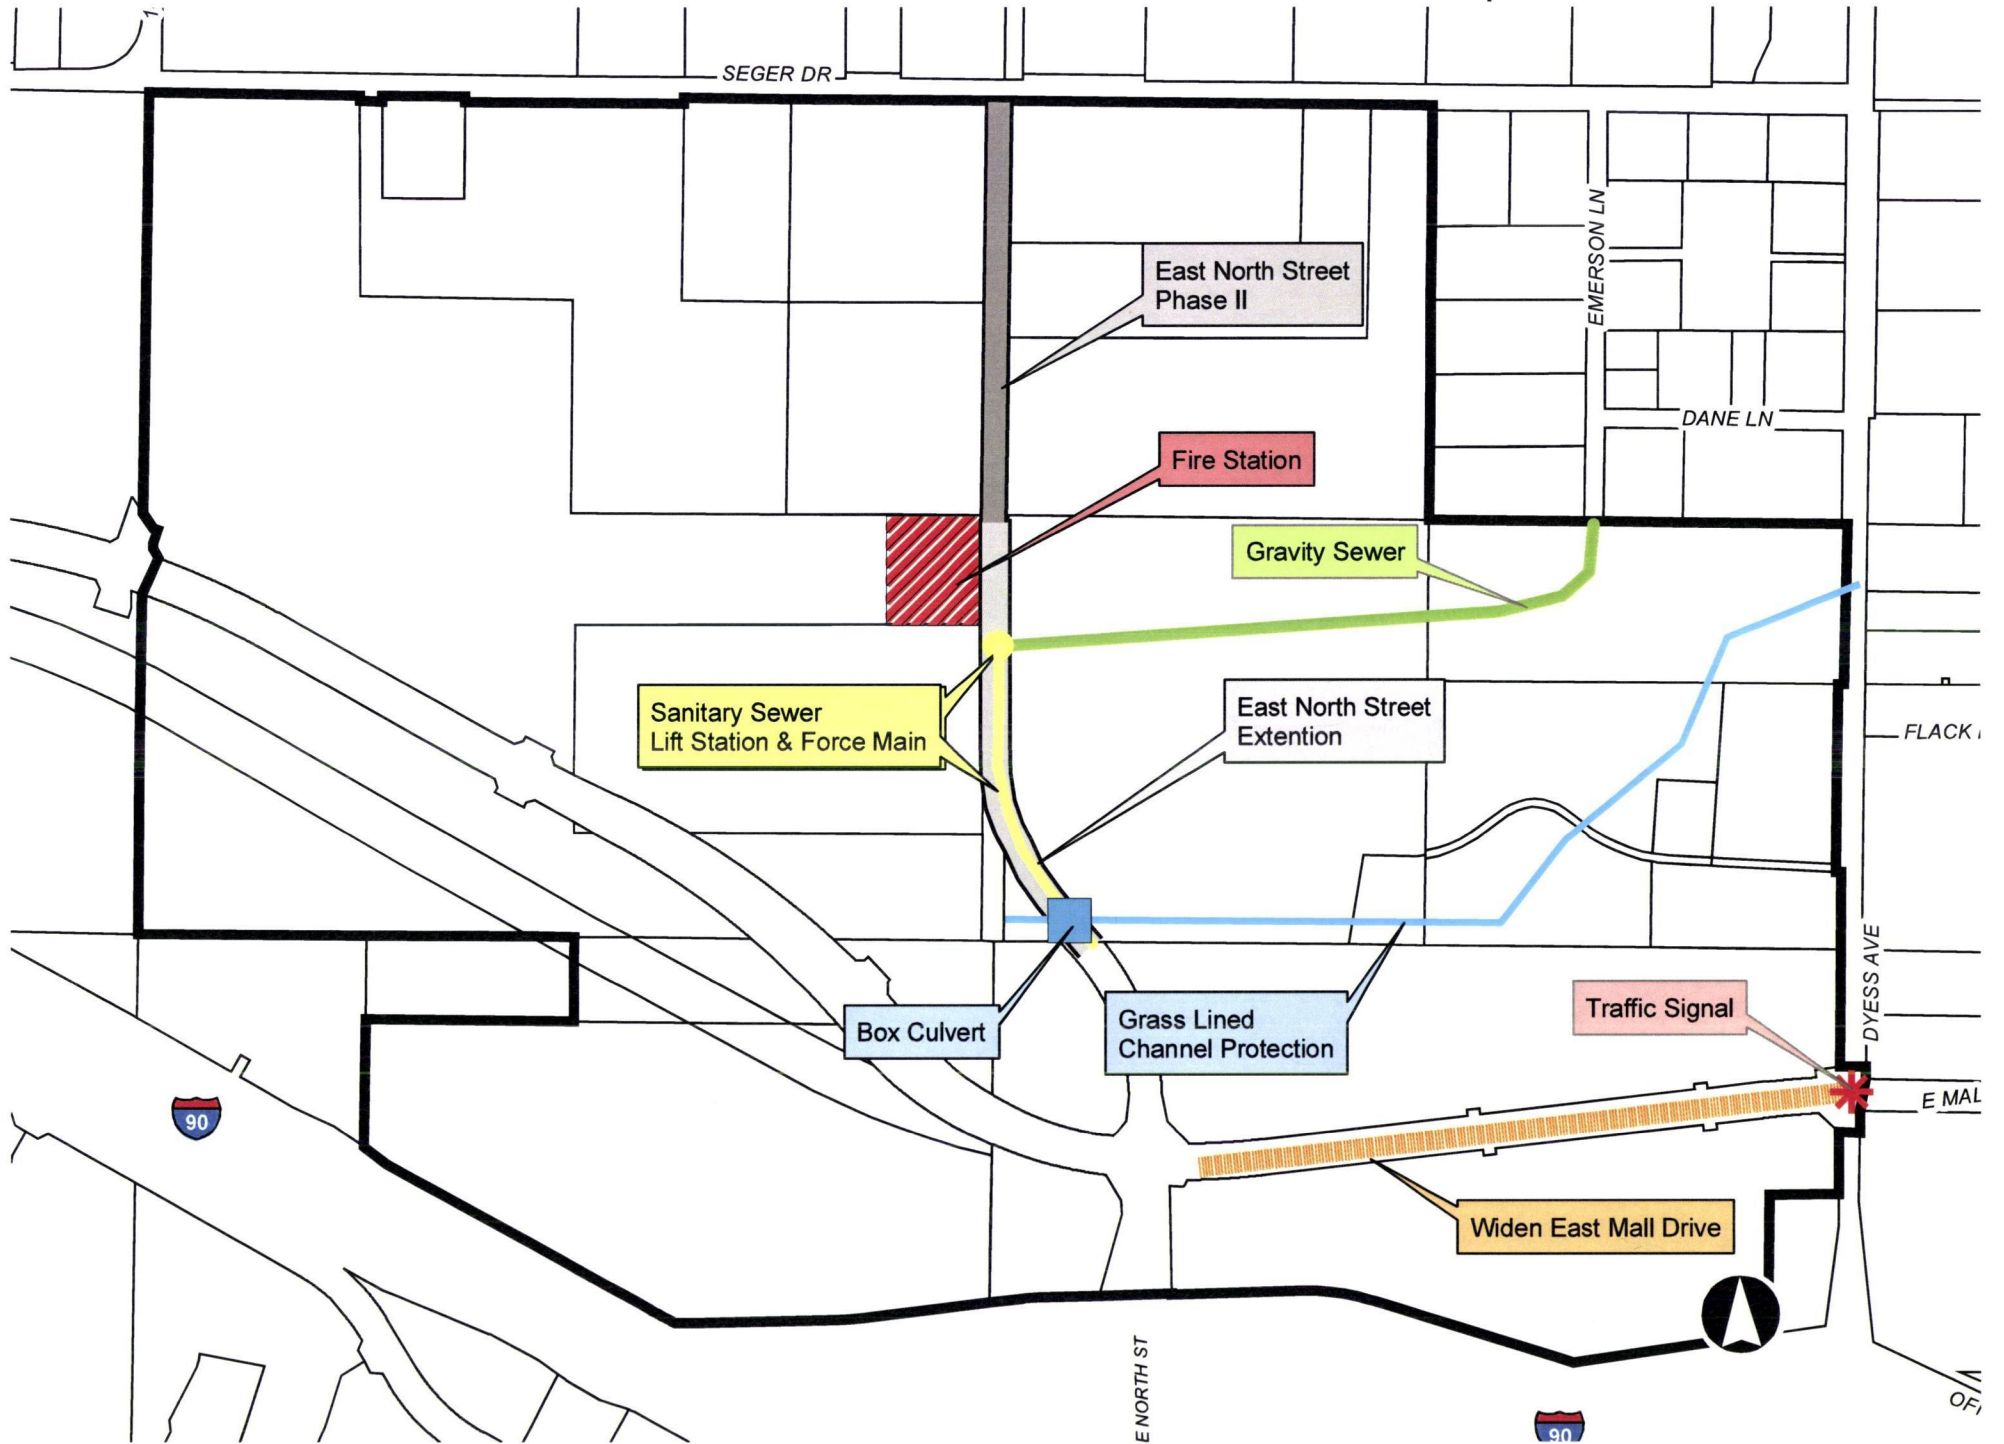 SEGER DR
EMERSON LN
East North Street
Phase II
DANE LN
Fire Station
Gravity Sewer
Sanitary Sewer
Lift Station & Force Main
East North Street
Extention
FLACK
DYESS AVE
Traffic Signal
Box Culvert
Grass Lined
Channel Protection
E MAL
90
Widen East Mall Drive
E NORTH ST
90